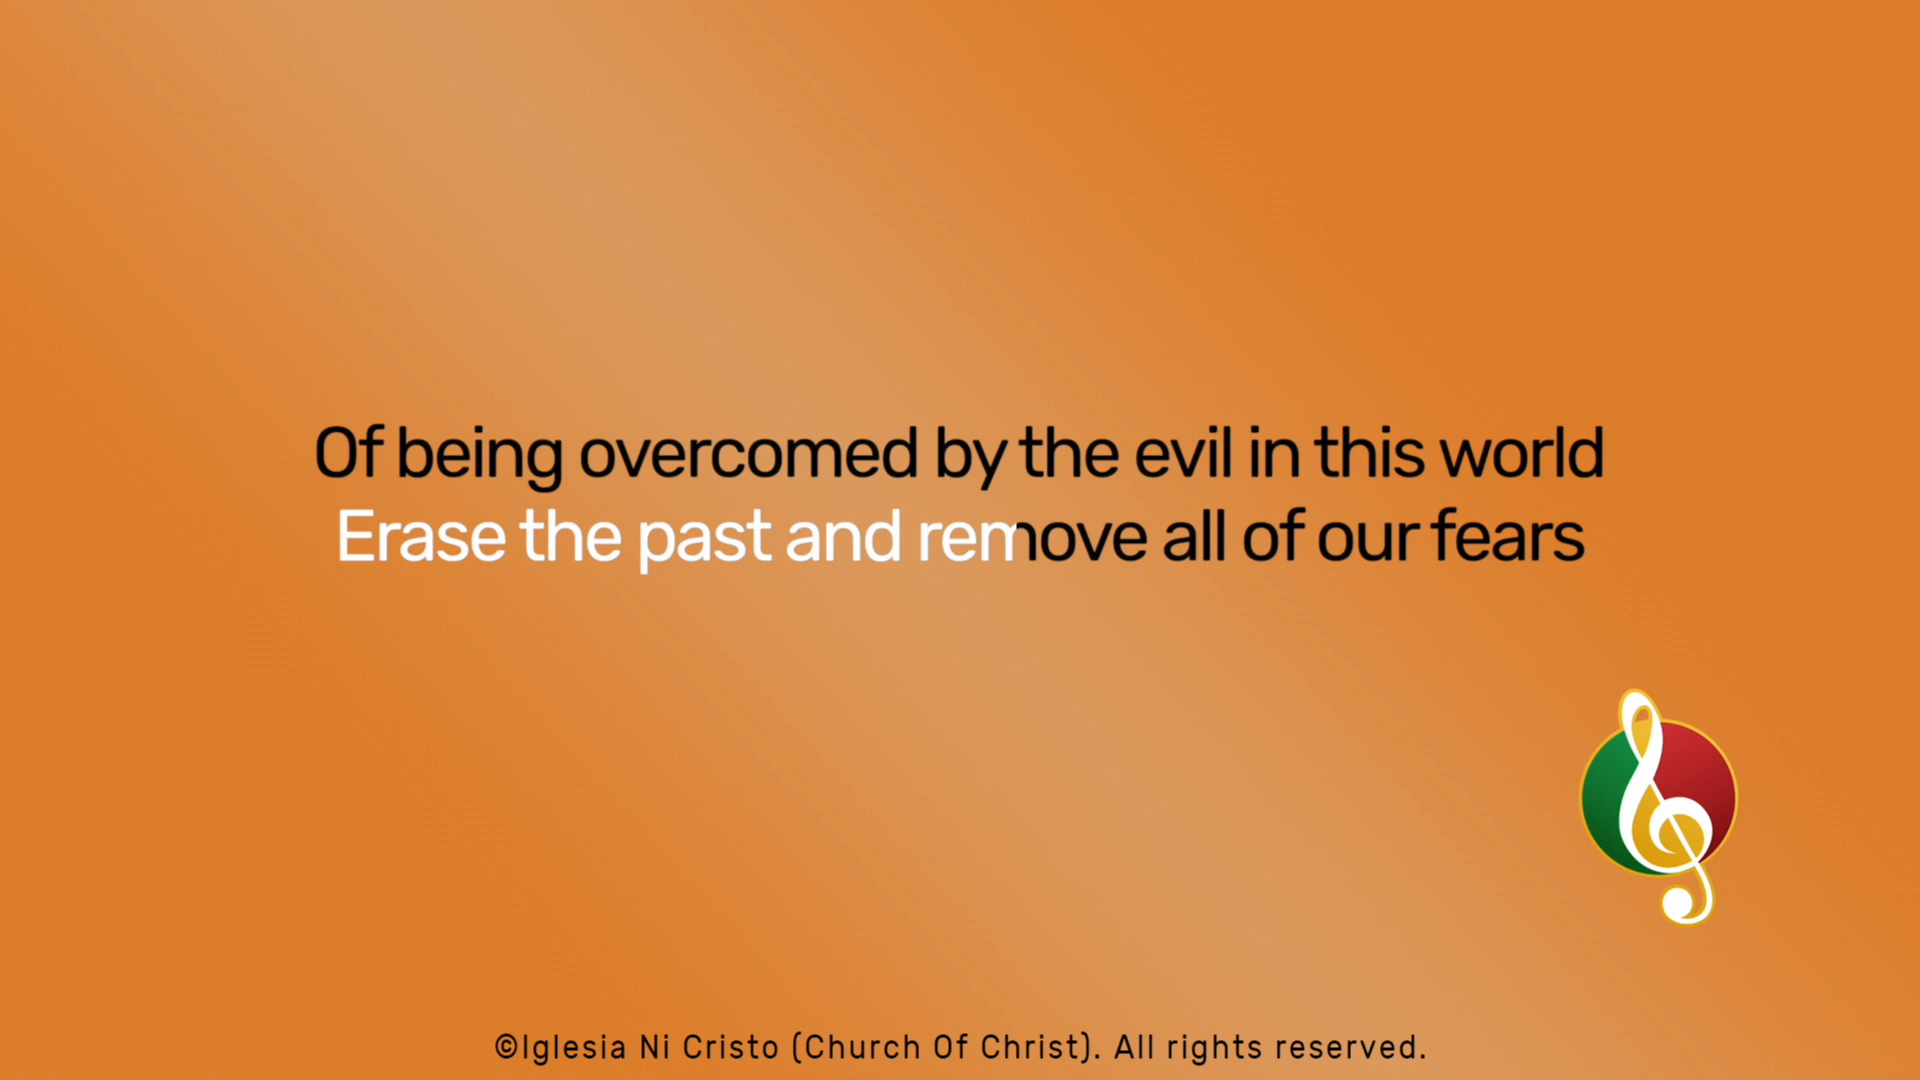 Of being overcomed by the evil in this world
Erase the past and remove all of our fears
©Iglesia Ni Cristo (Church Of Christ). All rights reserved.